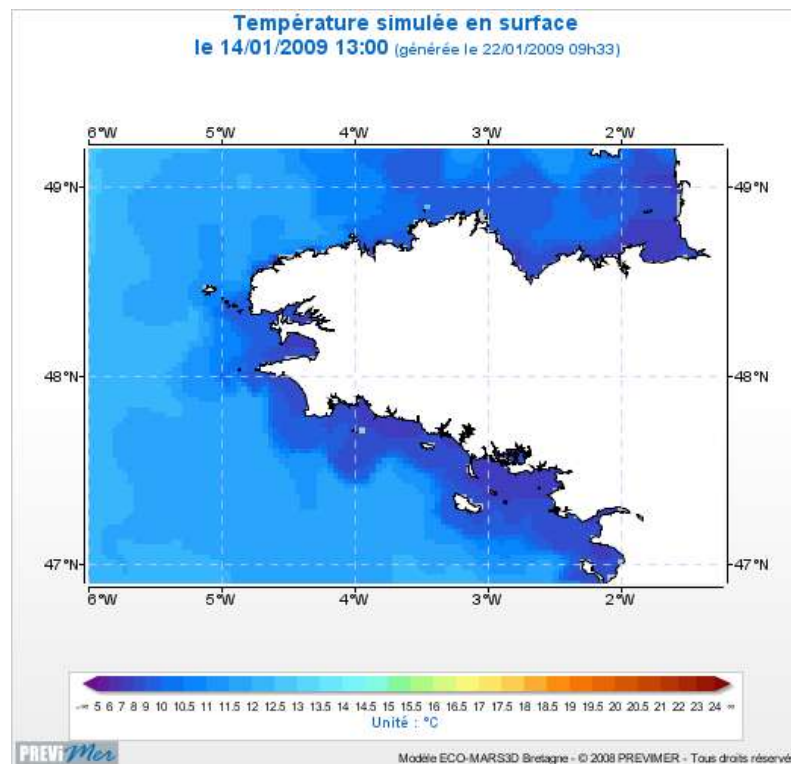 Température simulée en surface
le 14/01/2009 13:00 (générée le 22/01/2009 09h33)
6°W 5°W 4°W 3°W 2°W
49°N 49°N
48°N 48°N
47°N 47°N
6°W 5°W 4°W 3°W 2°W
-∞ 5 6 7 8 9 10 10.5 11 11.5 12 12.5 13 13.5 14 14.5 15 15.5 16 16.5 17 17.5 18 18.5 19 19.5 20 20.5 21 22 23 24 ∞
Unité : °C
PREViMer Modèle ECO-MARS3D Bretagne - © 2008 PREVIMER - Tous droits réservé